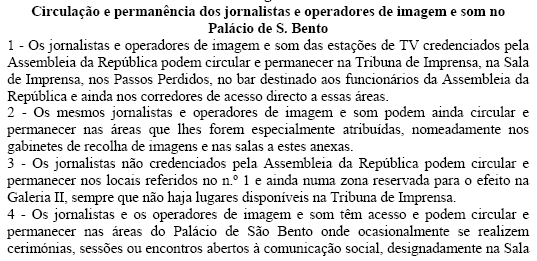 Circulação e permanência dos jornalistas e operadores de imagem e som no
Palácio de S. Bento
1 - Os jornalistas e operadores de imagem e som das estações de TV credenciados pela
Assembleia da República podem circular e permanecer na Tribuna de Imprensa, na Sala
de Imprensa, nos Passos Perdidos, no bar destinado aos funcionários da Assembleia da
República e ainda nos corredores de acesso directo a essas áreas.
2 - Os mesmos jornalistas e operadores de imagem e som podem ainda circular e
permanecer nas áreas que lhes forem especialmente atribuídas, nomeadamente nos
gabinetes de recolha de imagens e nas salas a estes anexas.
3 - Os jornalistas não credenciados pela Assembleia da República podem circular e
permanecer nos locais referidos no n.º 1 e ainda numa zona reservada para o efeito na
Galeria II, sempre que não haja lugares disponíveis na Tribuna de Imprensa.
4 - Os jornalistas e os operadores de imagem e som têm acesso e podem circular e
permanecer nas áreas do Palácio de São Bento onde ocasionalmente se realizem
cerimónias, sessões ou encontros abertos à comunicação social, designadamente na Sala